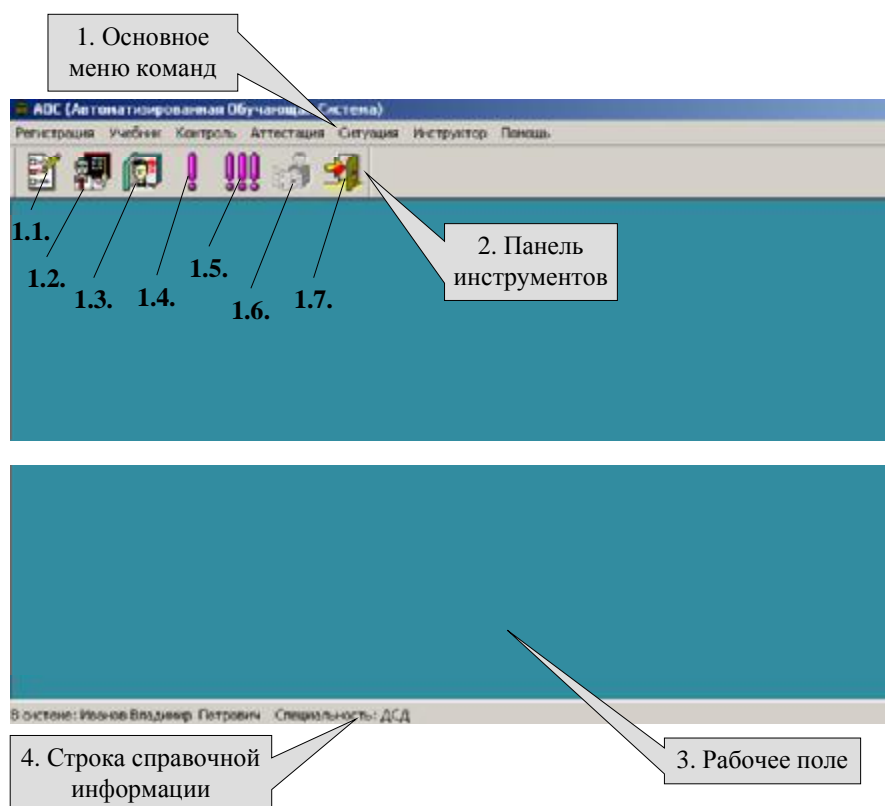 1. Основное
меню команд
АОС (Автоматизированная Обучающая Система)
Регистрация Учебник Контроль Аттестация Ситуация Инструктор Помощь
1.1.
1.2.
1.3.
1.4.
1.5.
1.6.
1.7.
2. Панель
инструментов
В системе: Иванов Владимир Петрович Специальность: ДСД
4. Строка справочной
информации
3. Рабочее поле